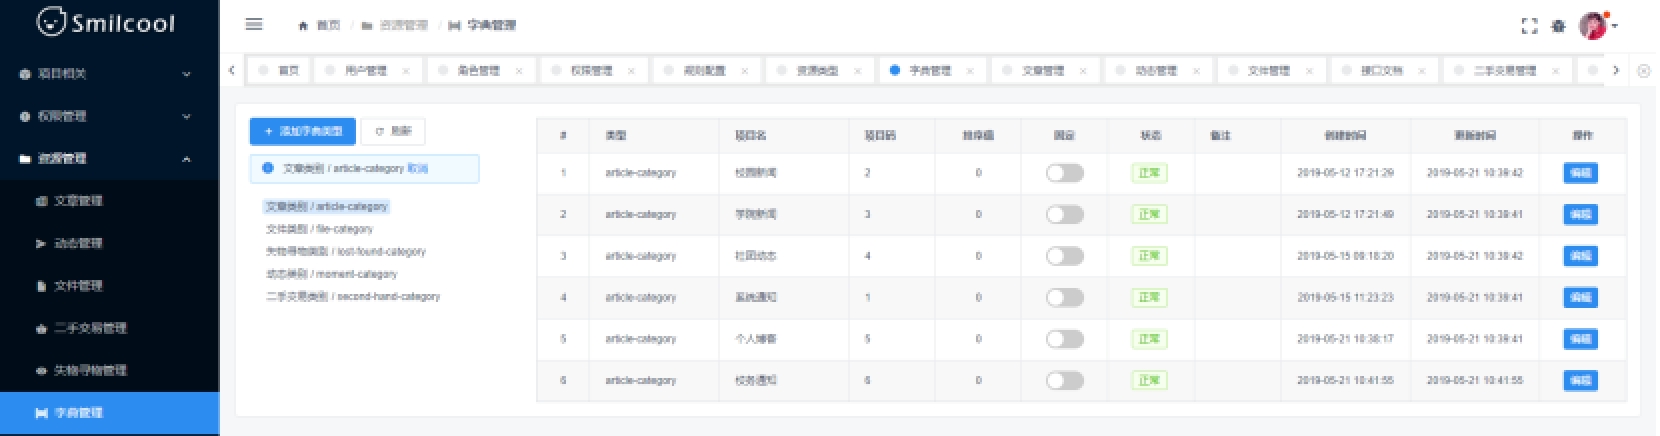 Smilcool
首页 / 资源管理 / 字典管理
项目相关
权限管理
资源管理
文章管理
动态管理
文件管理
二手交易管理
失物寻物管理
字典管理
首页 用户管理 角色管理 权限管理 规则配置 资源类型 字典管理 文章管理 动态管理 文件管理 接口文档 二手交易管理
+ 添加字典类型 刷新
文章类别 / article-category 取消
文章类别 / article-category
文件类别 / file-category
失物寻物类别 / lost-found-category
动态类别 / moment-category
二手交易类别 / second-hand-category
# 类型 项目名 项目码 排序值 固定 状态 备注 创建时间 更新时间 操作
1 article-category 校园新闻 2 0 正常 2019-05-12 17:21:29 2019-05-21 10:39:42 编辑
2 article-category 学院新闻 3 0 正常 2019-05-12 17:21:49 2019-05-21 10:39:41 编辑
3 article-category 社团动态 4 0 正常 2019-05-15 09:18:20 2019-05-21 10:39:42 编辑
4 article-category 系统通知 1 0 正常 2019-05-15 11:23:23 2019-05-21 10:39:41 编辑
5 article-category 个人博客 5 0 正常 2019-05-21 10:38:17 2019-05-21 10:39:41 编辑
6 article-category 校务通知 6 0 正常 2019-05-21 10:41:55 2019-05-21 10:41:55 编辑